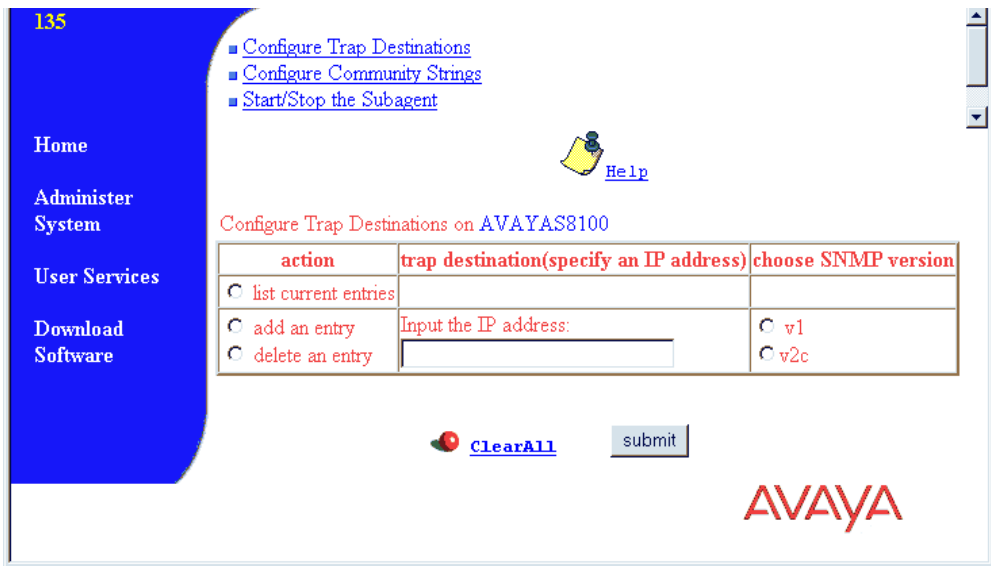 135
Configure Trap Destinations
Configure Community Strings
Start/Stop the Subagent
Home
Help
Administer
System
Configure Trap Destinations on AVAYAS8100
User Services
action trap destination(specify an IP address) choose SNMP version
list current entries
Download
Software
add an entry Input the IP address: v1
delete an entry v2c
ClearAll submit
AVAYA